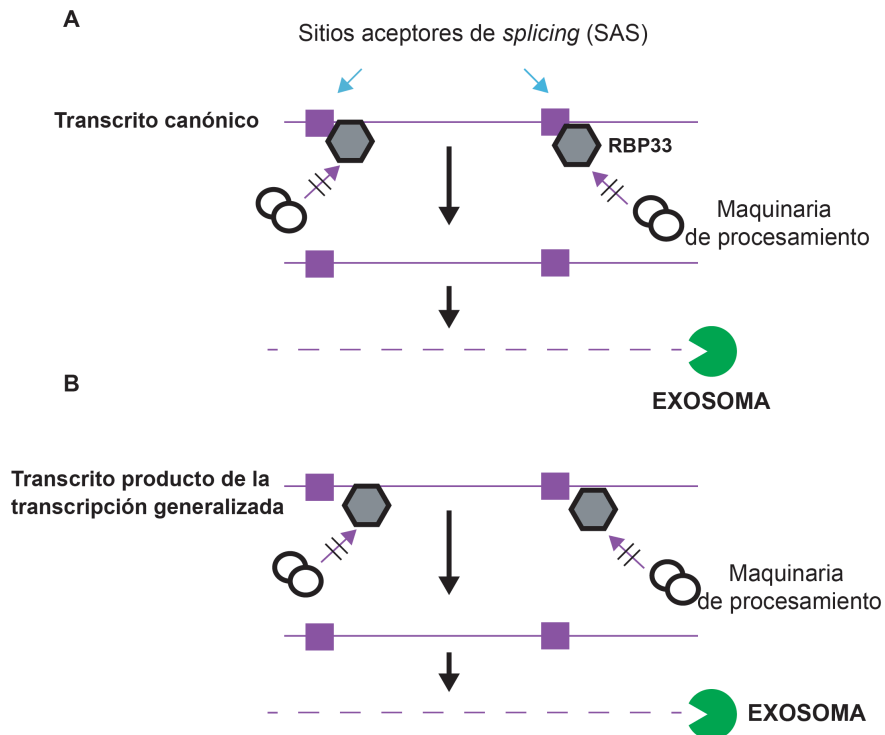 A
Sitios aceptores de splicing (SAS)
Transcrito canónico
RBP33
Maquinaria
de procesamiento
EXOSOMA
B
Transcrito producto de la
transcripción generalizada
Maquinaria
de procesamiento
EXOSOMA